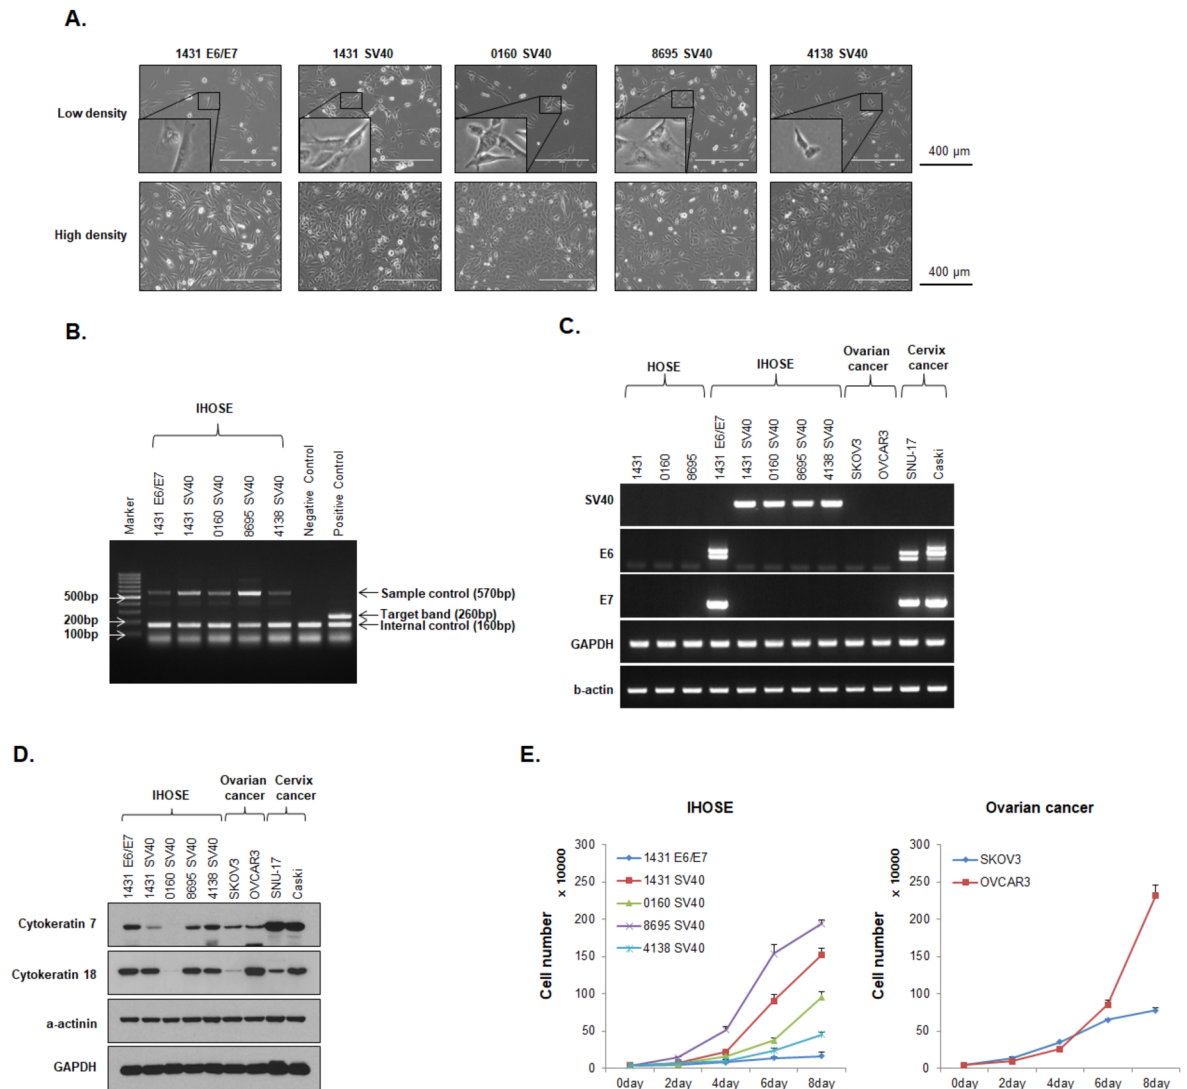 A.
1431 E6/E7
1431 SV40
0160 SV40
8695 SV40
4138 SV40
Low density
400 μm
High density
400 μm
B.
IHOSE
Marker
1431 E6/E7
1431 SV40
0160 SV40
8695 SV40
4138 SV40
Negative Control
Positive Control
500bp
200bp
100bp
Sample control (570bp)
Target band (260bp)
Internal control (160bp)
C.
HOSE
IHOSE
Ovarian
cancer
Cervix
cancer
1431
0160
8695
1431 E6/E7
1431 SV40
0160 SV40
8695 SV40
4138 SV40
SKOV3
OVCAR3
SNU-17
Caski
SV40
E6
E7
GAPDH
b-actin
D.
IHOSE
Ovarian
cancer
Cervix
cancer
1431 E6/E7
1431 SV40
0160 SV40
8695 SV40
4138 SV40
SKOV3
OVCAR3
SNU-17
Caski
Cytokeratin 7
Cytokeratin 18
a-actinin
GAPDH
E.
IHOSE
Cell number
x 10000
300
250
200
150
100
50
0
0day
2day
4day
6day
8day
1431 E6/E7
1431 SV40
0160 SV40
8695 SV40
4138 SV40
Ovarian cancer
Cell number
x 10000
300
250
200
150
100
50
0
0day
2day
4day
6day
8day
SKOV3
OVCAR3